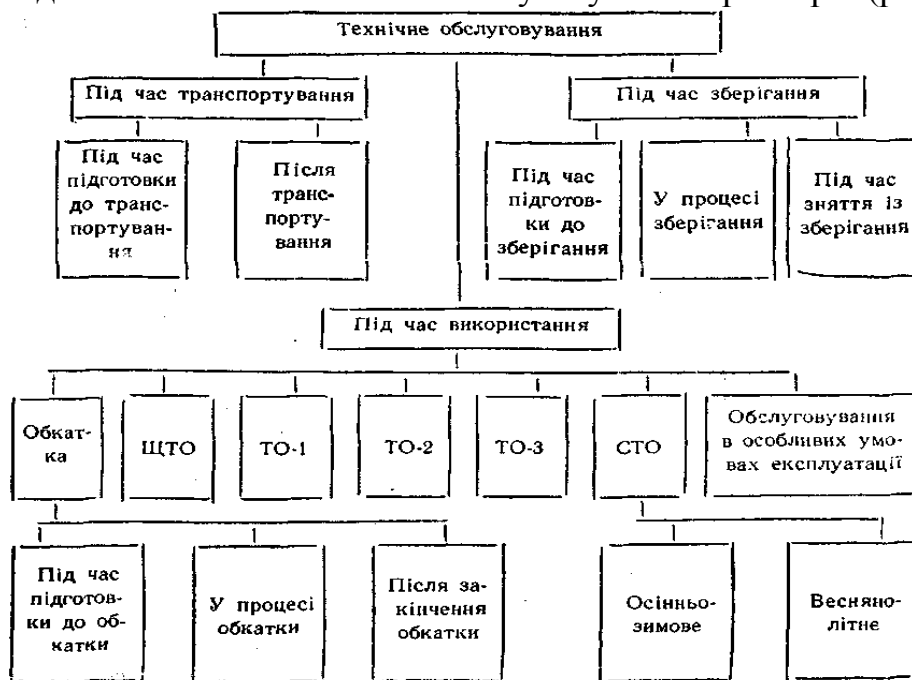 Технічне обслуговування
Під час транспортування
Під час зберігання
Під час
підготовки
до транс-
портуван-
ня
Після
транс-
порту-
вання
Під час
підготов-
ки до
зберігання
У процесі
зберігання
Під час
зняття із
зберігання
Під час використання
Обкат-
ка
ЩТО
ТО-1
ТО-2
ТО-3
СТО
Обслуговування
в особливих умо-
вах експлуатації
Під час
підготов-
ки до об-
катки
У процесі
обкатки
Після за-
кінчення
обкатки
Осінньо-
зимове
Весняно-
літнє